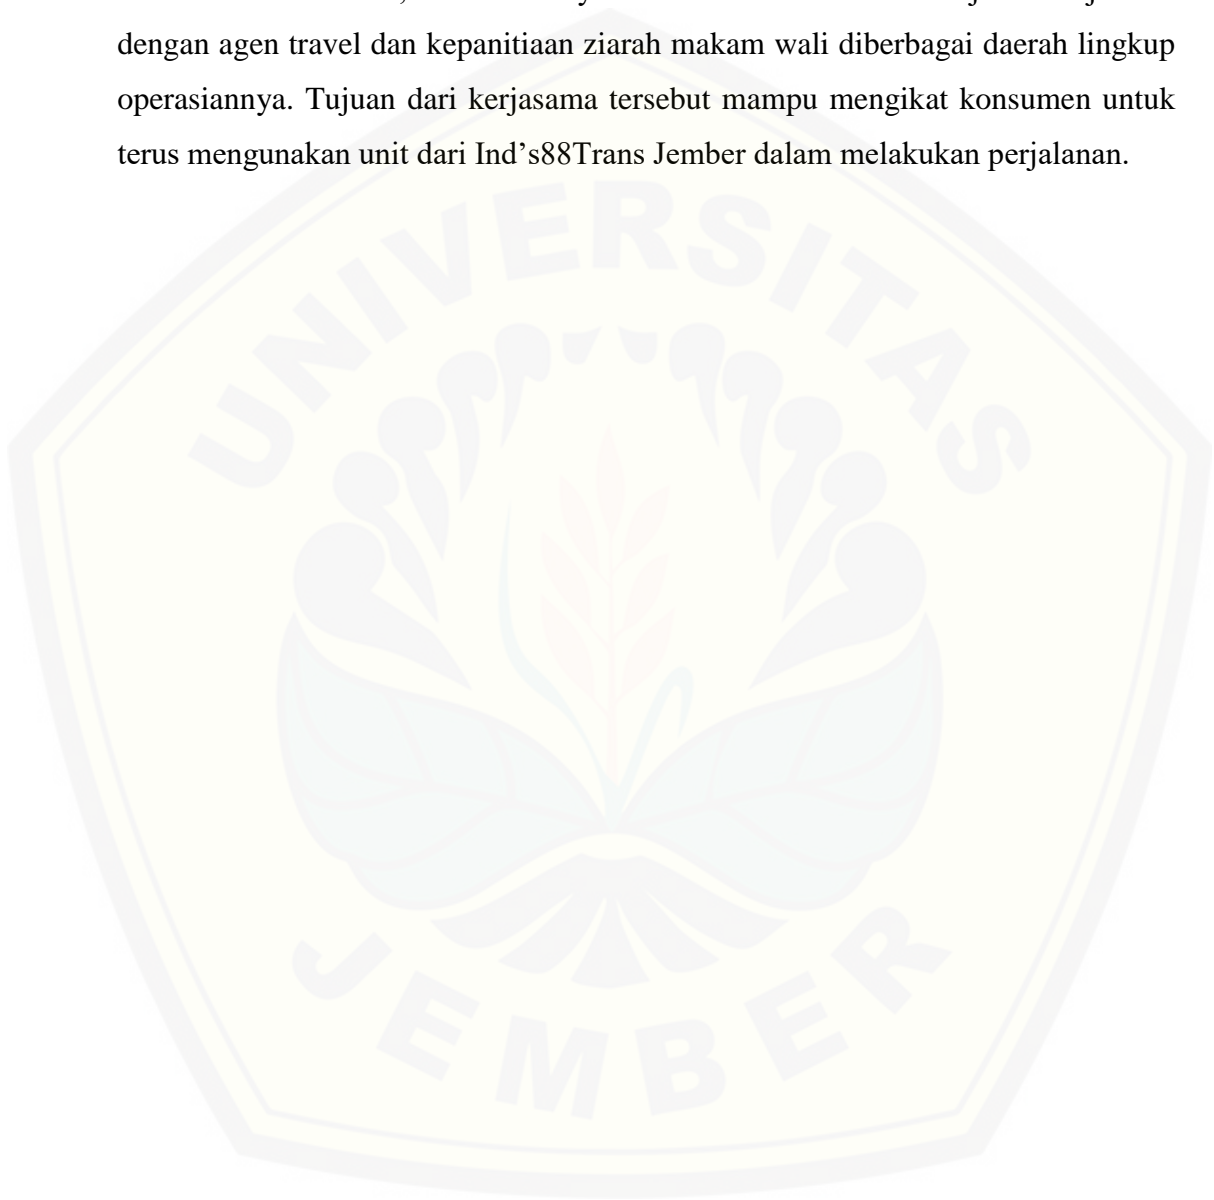 dengan agen travel dan kepanitiaan ziarah makam wali diberbagai daerah lingkup
operasiannya. Tujuan dari kerjasama tersebut mampu mengikat konsumen untuk
terus mengunakan unit dari Ind’s88Trans Jember dalam melakukan perjalanan.
UNIVERSITAS
JEMBER